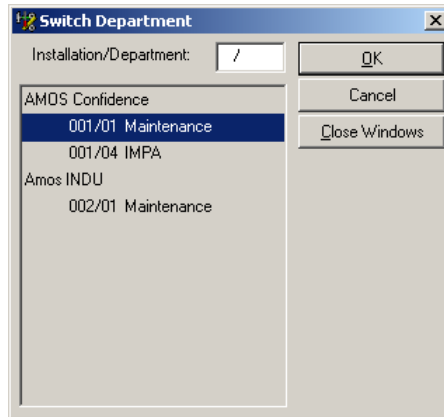 Switch Department
Installation/Department: /
OK
Cancel
Close Windows
AMOS Confidence
001/01 Maintenance
001/04 IMPA
Amos INDU
002/01 Maintenance